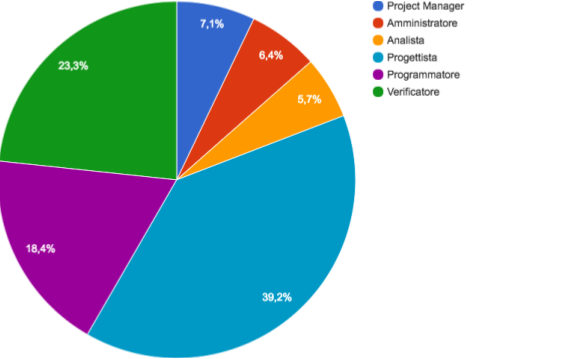 Project Manager
Amministratore
Analista
Progettista
Programmatore
Verificatore
7,1%
6,4%
5,7%
39,2%
18,4%
23,3%